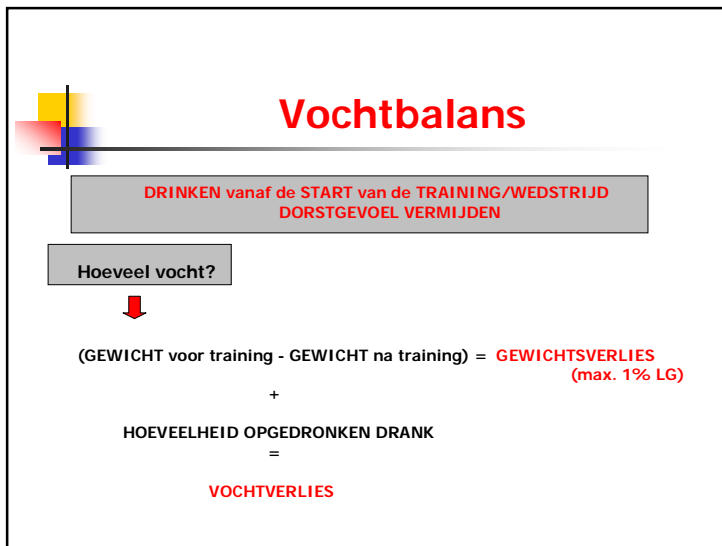 Vochtbalans
DRINKEN vanaf de START van de TRAINING/WEDSTRIJD
DORSTGEVOEL VERMIJDEN
Hoeveel vocht?
(GEWICHT voor training - GEWICHT na training) = GEWICHTSVERLIES
(max. 1% LG)
+
HOEVEELHEID OPGEDRONKEN DRANK
=
VOCHTVERLIES